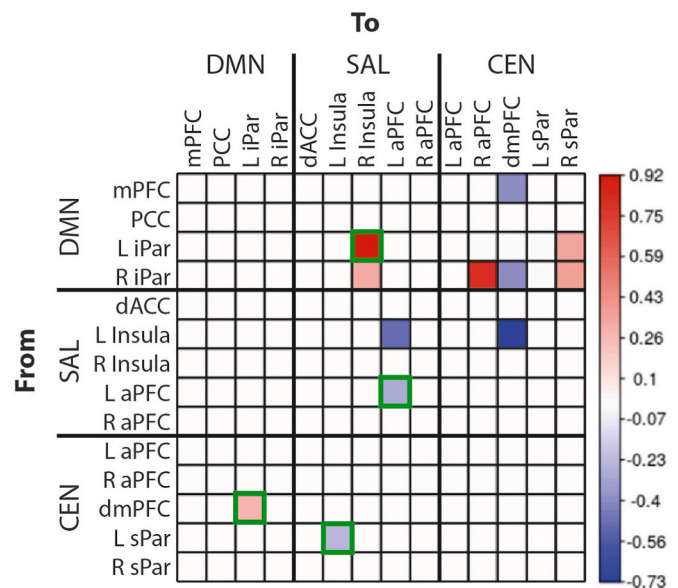 To
DMN SAL CEN
mPFC PCC L iPar R iPar dACC L Insula R Insula L aPFC R aPFC L aPFC R aPFC dmPFC L sPar R sPar
From
DMN
mPFC
PCC
L iPar
R iPar
SAL
dACC
L Insula
R Insula
L aPFC
R aPFC
CEN
L aPFC
R aPFC
dmPFC
L sPar
R sPar
0.92
0.75
0.59
0.43
0.26
0.1
-0.07
-0.23
-0.4
-0.56
-0.73